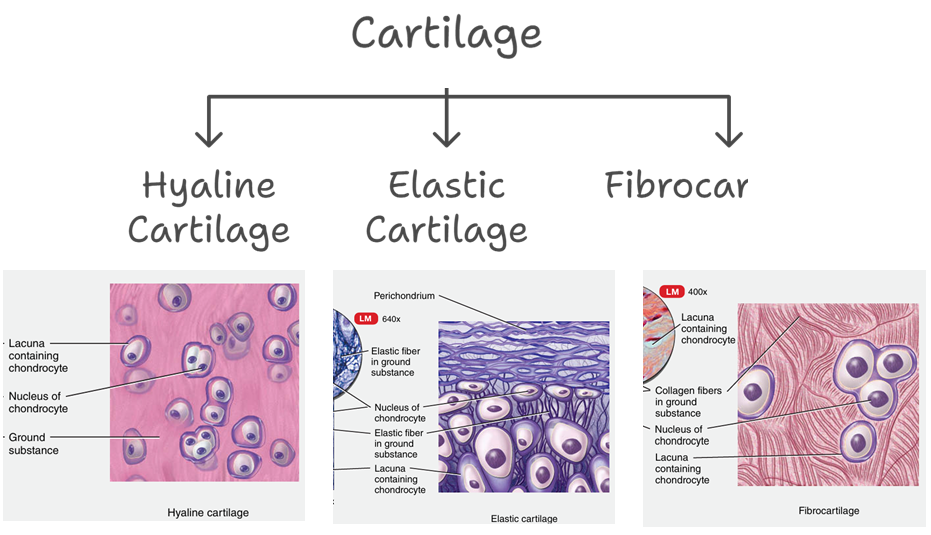 Cartilage
Hyaline
Cartilage
Elastic
Cartilage
Fibrocar
Lacuna
containing
chondrocyte
Nucleus of
chondrocyte
Ground
substance
Hyaline cartilage
Perichondrium
LM 640x
Elastic fiber
in ground
substance
Nucleus of
chondrocyte
Elastic fiber
in ground
substance
Lacuna
containing
chondrocyte
Elastic cartilage
LM 400x
Lacuna
containing
chondrocyte
Collagen fibers
in ground
substance
Nucleus of
chondrocyte
Lacuna
containing
chondrocyte
Fibrocartilage